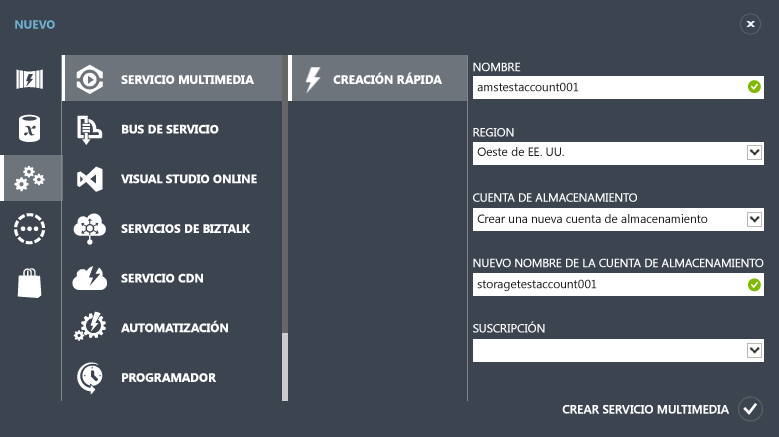 NUEVO
SERVICIO MULTIMEDIA
BUS DE SERVICIO
VISUAL STUDIO ONLINE
SERVICIOS DE BIZTALK
SERVICIO CDN
AUTOMATIZACIÓN
PROGRAMADOR
CREACIÓN RÁPIDA
NOMBRE
amstestaccount001
REGION
Oeste de EE. UU.
CUENTA DE ALMACENAMIENTO
Crear una nueva cuenta de almacenamiento
NUEVO NOMBRE DE LA CUENTA DE ALMACENAMIENTO
storagetestaccount001
SUSCRIPCIÓN
CREAR SERVICIO MULTIMEDIA